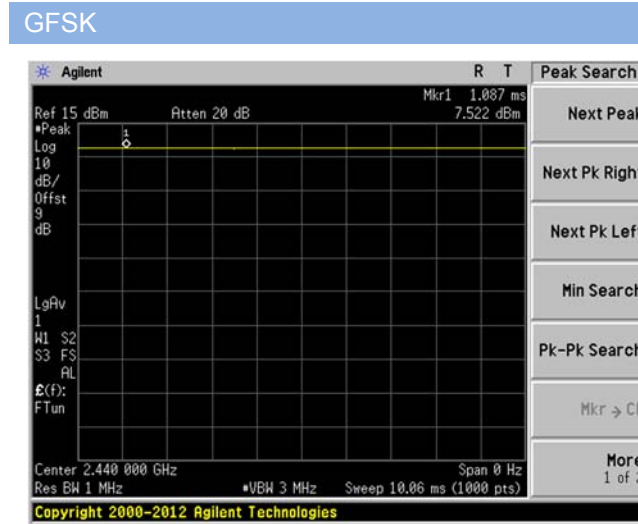 GFSK
Agilent R T Peak Search
Mkr1 1.087 ms
Ref 15 dBm Atten 20 dB 7.522 dBm
Next Peak
#Peak
1
Log
10
dB/
Next Pk Right
Offst
9
dB
Next Pk Left
Min Search
LgAv
1
W1 S2
S3 FS
AL
Pk-Pk Search
£(f):
FTun
Mkr → C
Center 2.440 000 GHz Span 0 Hz
Res BW 1 MHz #VBW 3 MHz Sweep 10.06 ms (1000 pts)
More
1 of 2
Copyright 2000-2012 Agilent Technologies